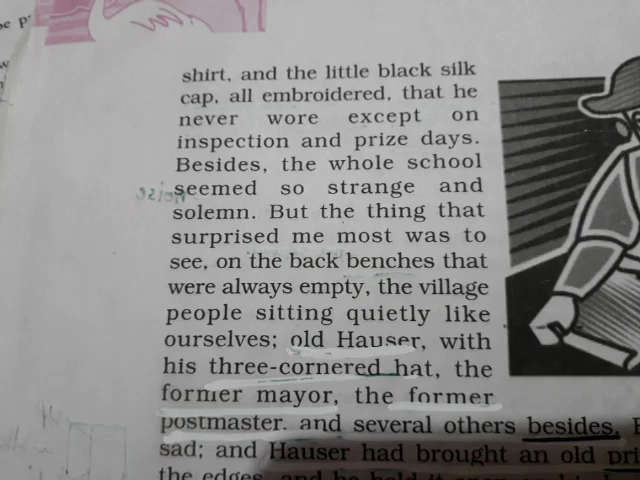 shirt, and the little black silk
cap, all embroidered, that he
never wore except on
inspection and prize days.
Besides, the whole school
seemed so strange and
solemn. But the thing that
surprised me most was to
see, on the back benches that
were always empty, the village
people sitting quietly like
ourselves; old Hauser, with
his three-cornered hat, the
former mayor, the former
postmaster, and several others besides.
sad; and Hauser had brought an old
the edges, and he held it